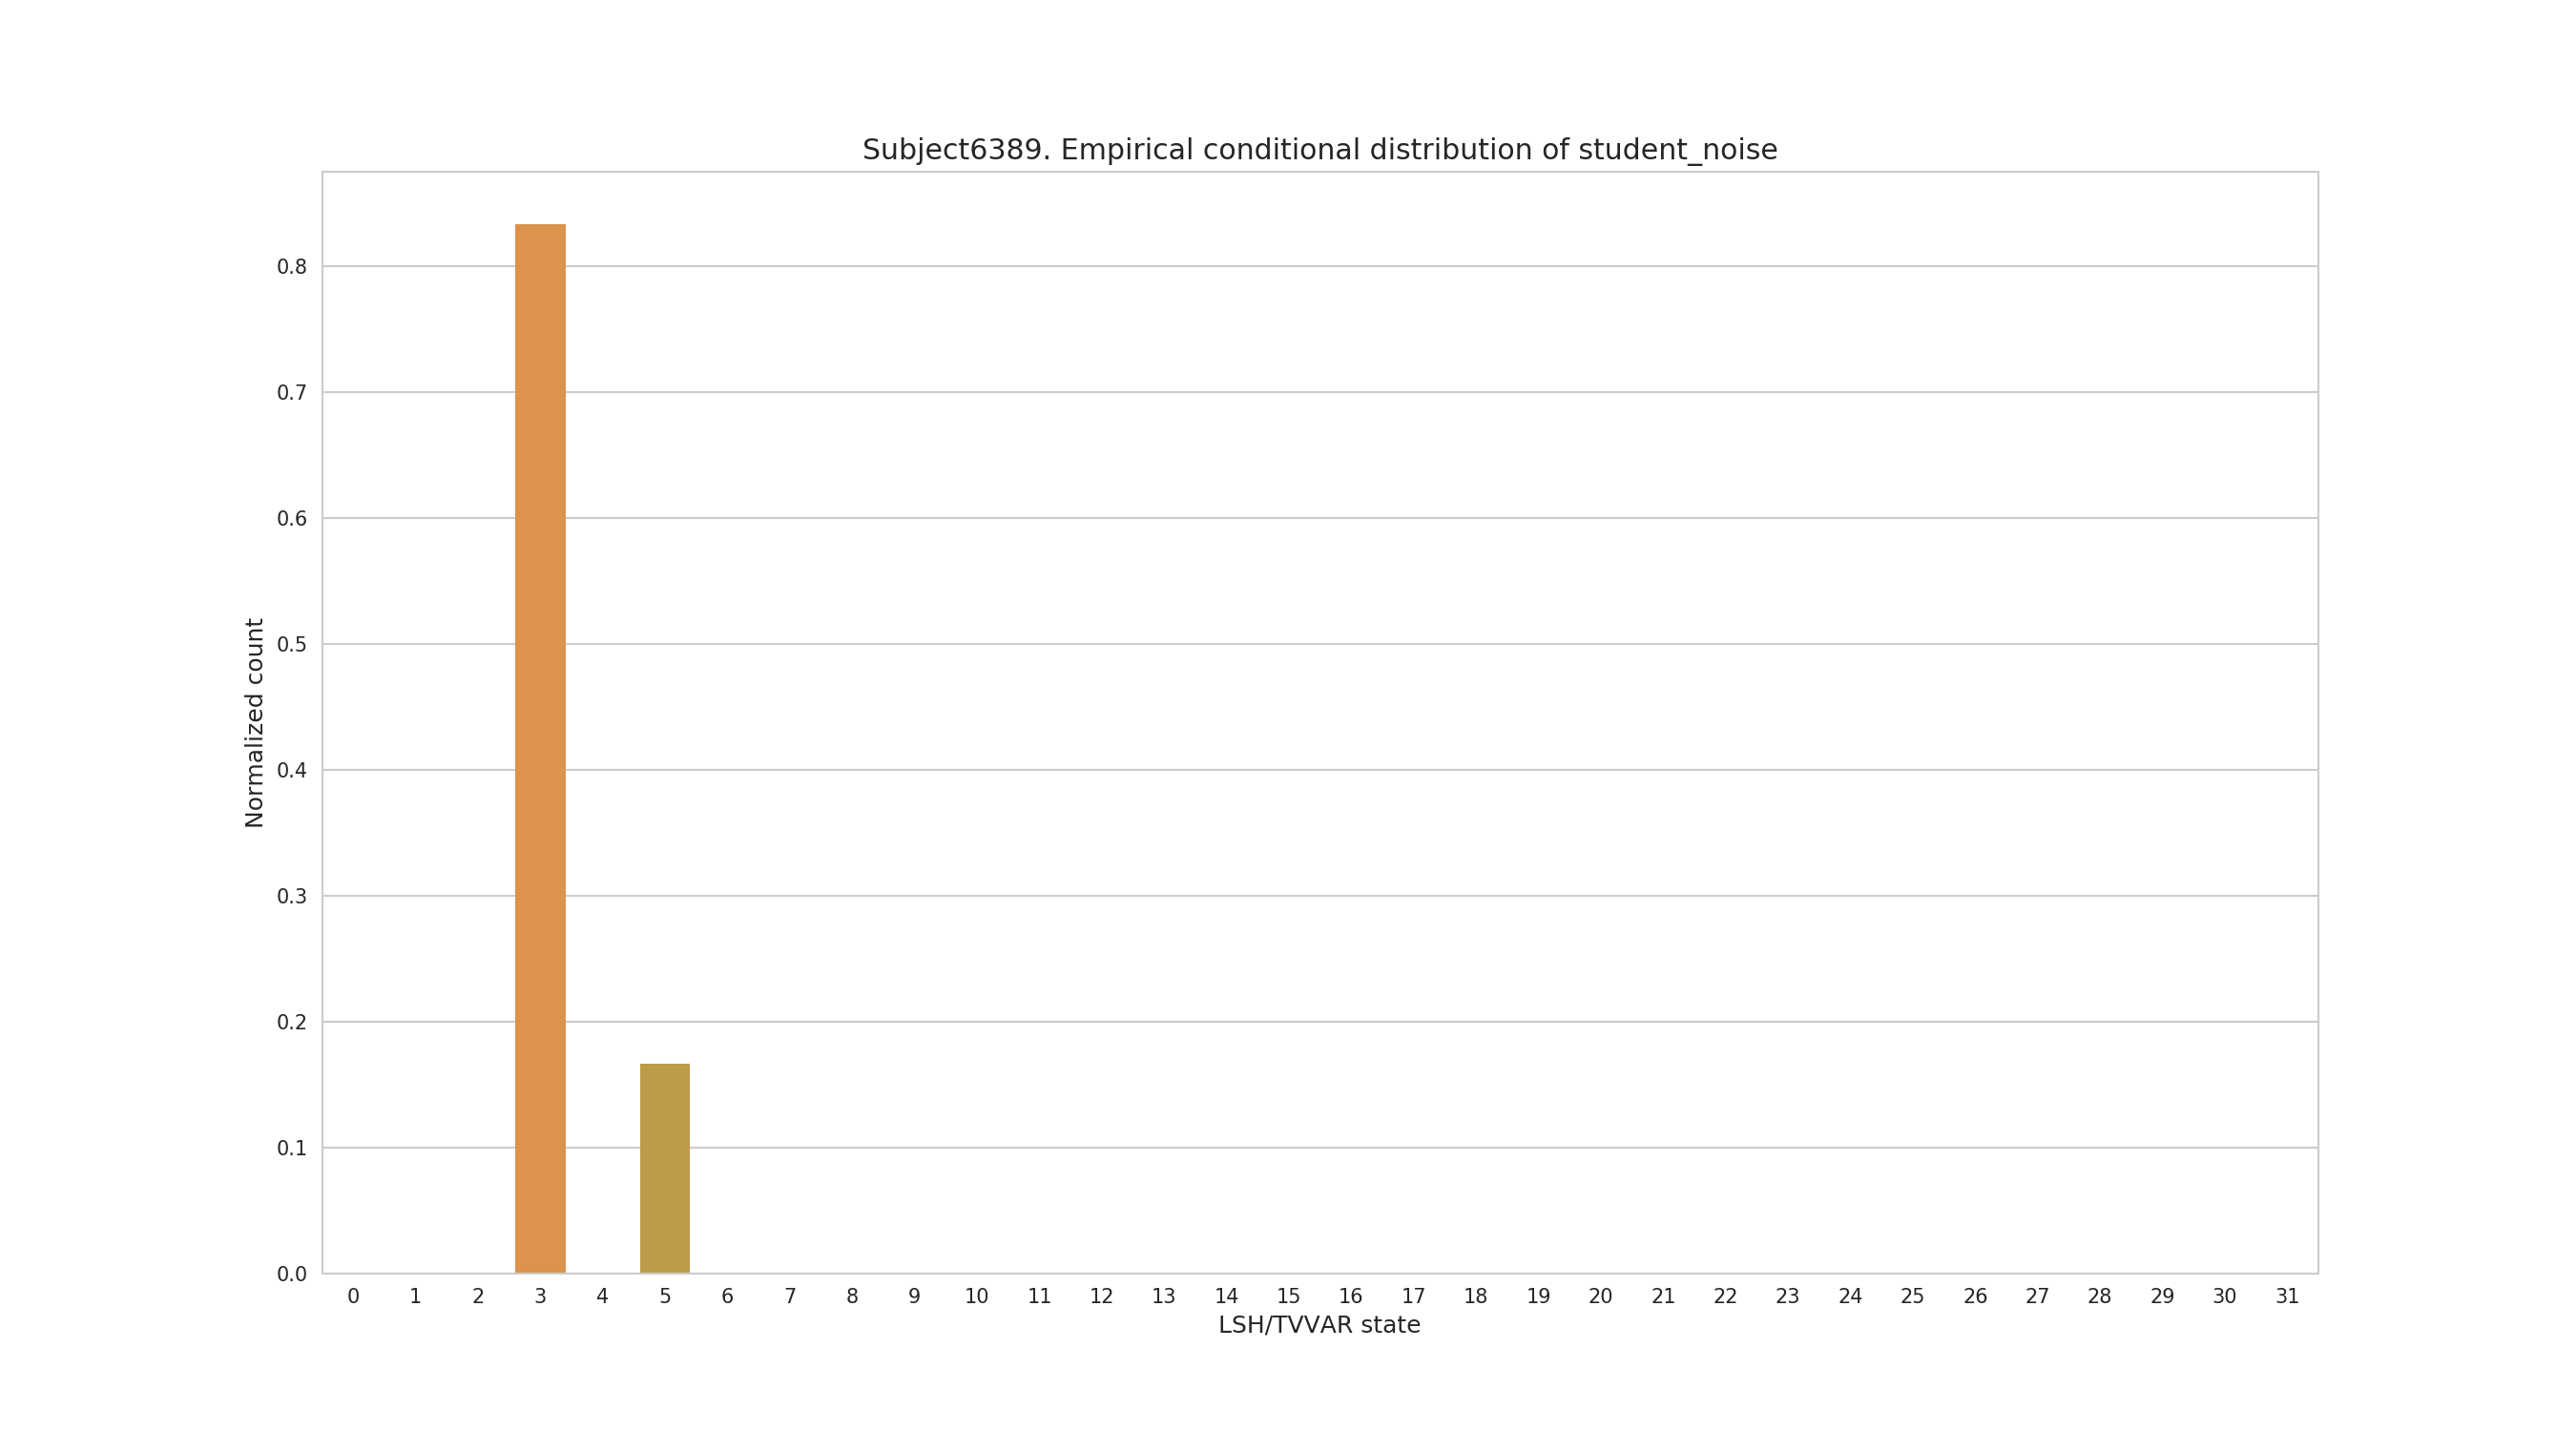 Subject6389. Empirical conditional distribution of student_noise
Normalized count
0.8
0.7
0.6
0.5
0.4
0.3
0.2
0.1
0.0
0 1 2 3 4 5 6 7 8 9 10 11 12 13 14 15 16 17 18 19 20 21 22 23 24 25 26 27 28 29 30 31
LSH/TVVAR state